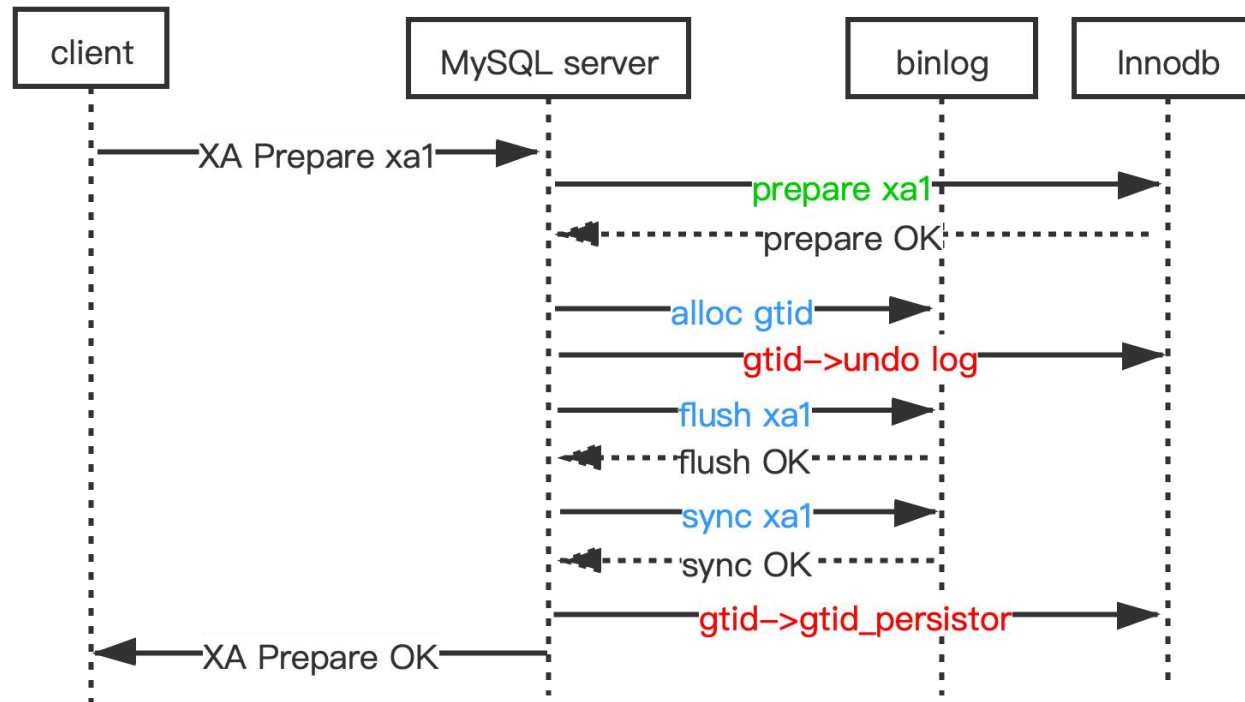 client
MySQL server
binlog
Innodb
XA Prepare xa1
prepare xa1
prepare OK
alloc gtid
gtid->undo log
flush xa1
flush OK
sync xa1
sync OK
gtid->gtid_persistor
XA Prepare OK